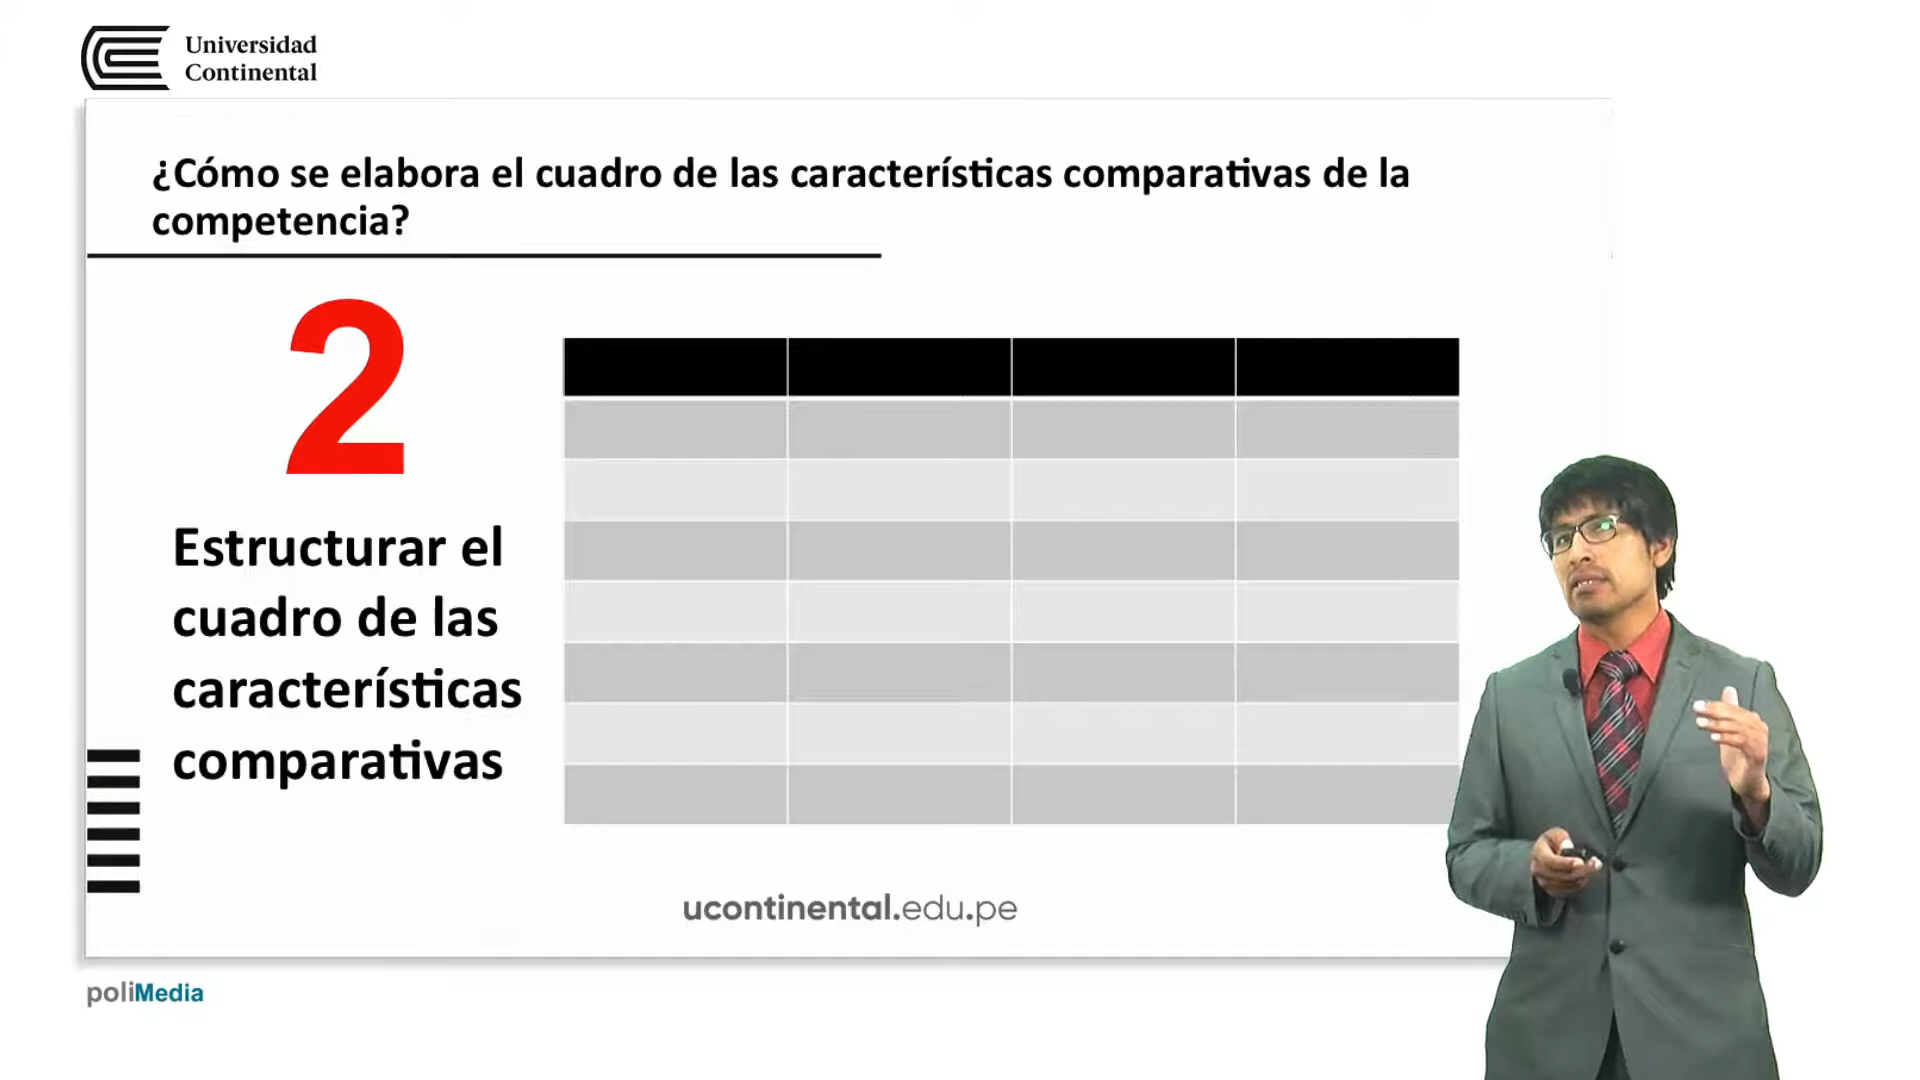 Universidad
Continental
¿Cómo se elabora el cuadro de las características comparativas de la
competencia?
2
Estructurar el
cuadro de las
características
comparativas
ucontinental.edu.pe
poliMedia